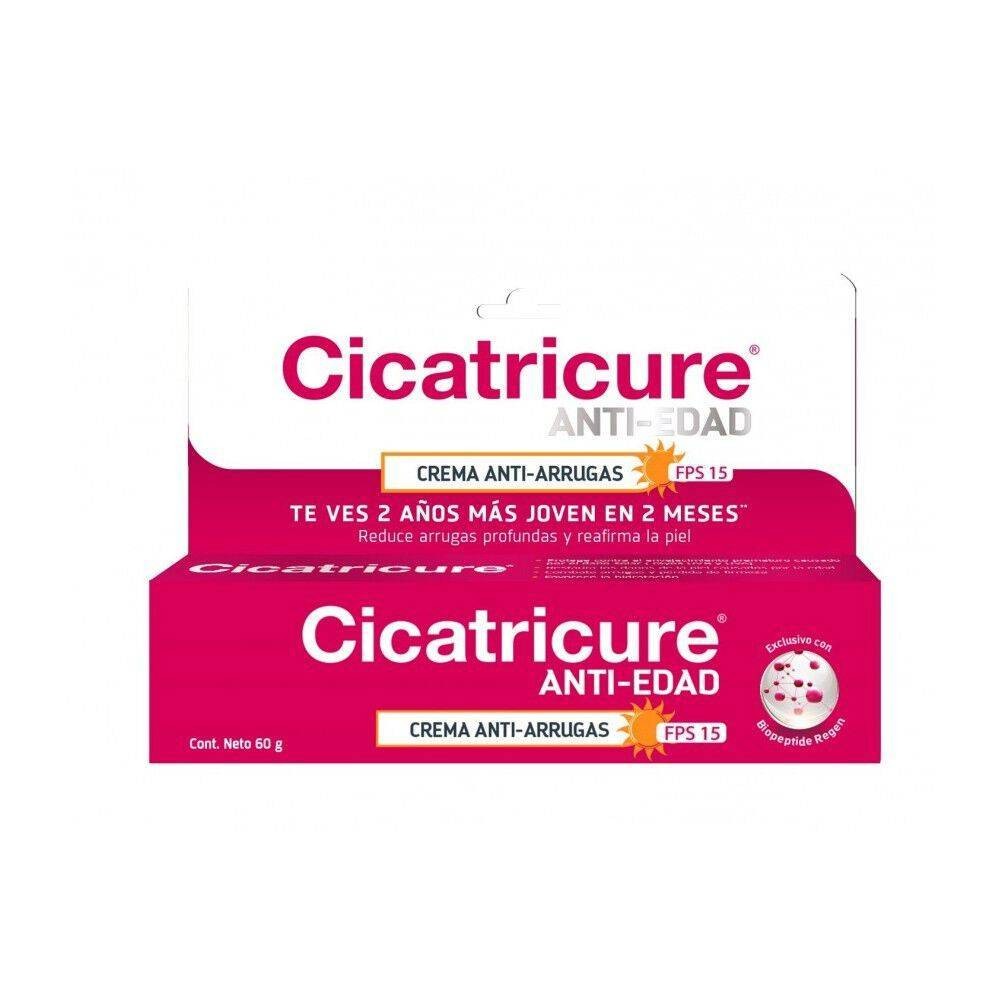 Cicatricure®
ANTI-EDAD
CREMA ANTI-ARRUGAS
FPS 15
TE VES 2 AÑOS MÁS JOVEN EN 2 MESES**
Reduce arrugas profundas y reafirma la piel
Cicatricure®
Cicatricure®
ANTI-EDAD
CREMA ANTI-ARRUGAS
FPS 15
Cont. Neto 60 g
Exclusivo con
Biopeptide Regen